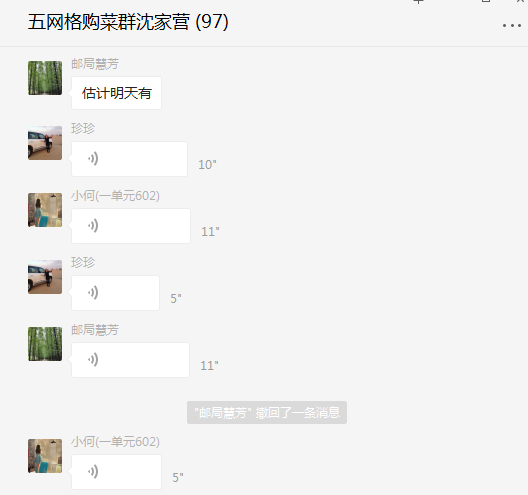 五网格购菜群沈家营 (97)
邮局慧芳
估计明天有
珍珍
10"
小何(一单元602)
11"
珍珍
5"
邮局慧芳
11"
"邮局慧芳" 撤回了一条消息
小何(一单元602)
5"